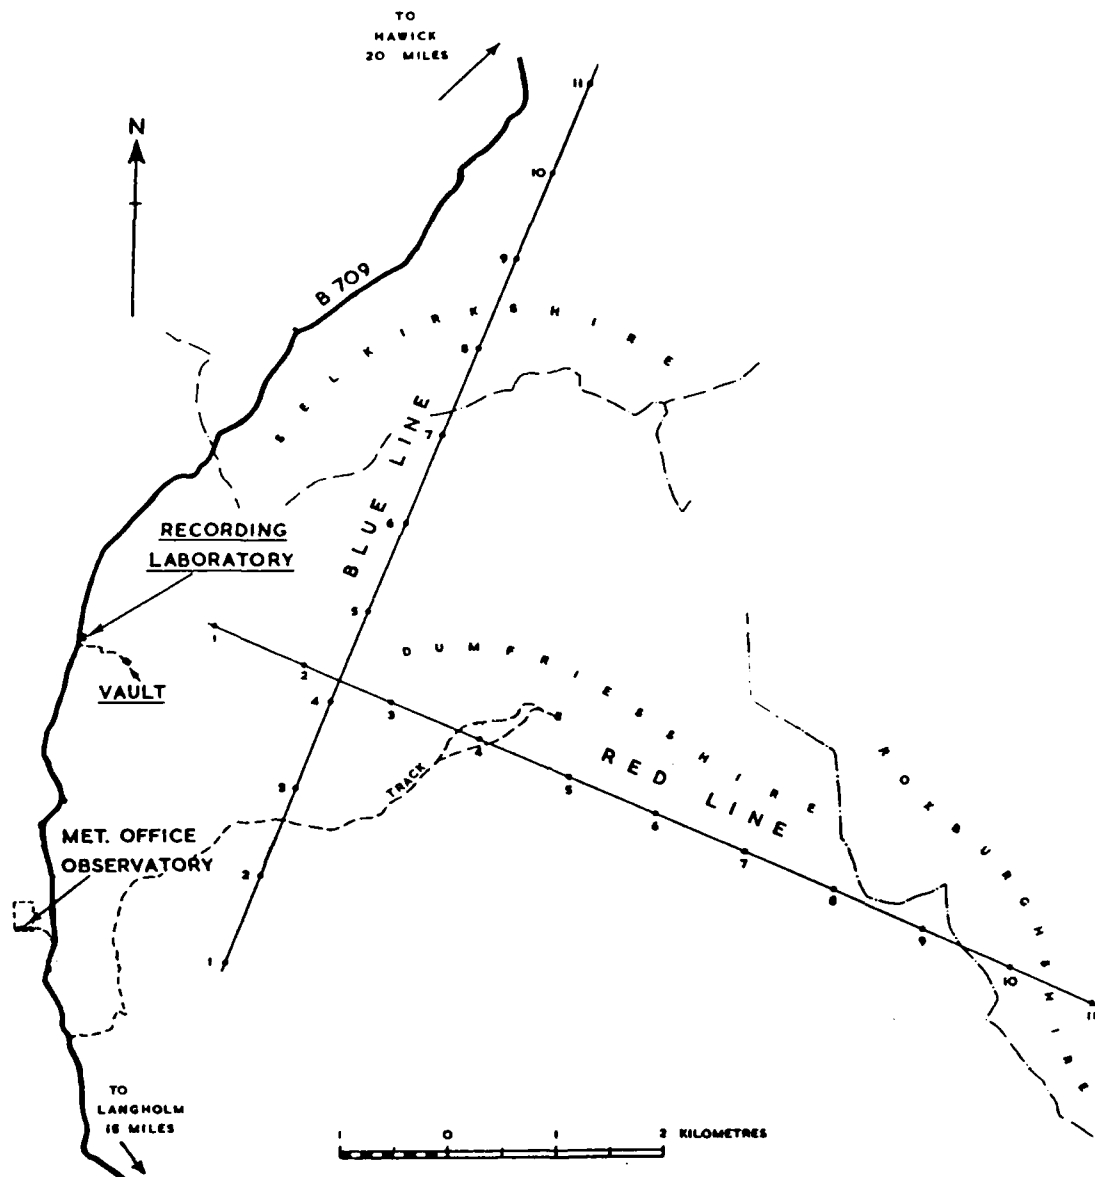 TO
HAWICK
20 MILES
N
B 709
SELKIRKSHIRE
11
10
9
8
7
6
5
4
3
2
1
BLUE LINE
RECORDING
LABORATORY
VAULT
1
2
3
4
5
6
7
8
9
10
11
DUMFRIESSHIRE
RED LINE
ROXBURGHSHIRE
TRACK
MET. OFFICE
OBSERVATORY
TO
LANGHOLM
16 MILES
1 0 1 2 KILOMETRES